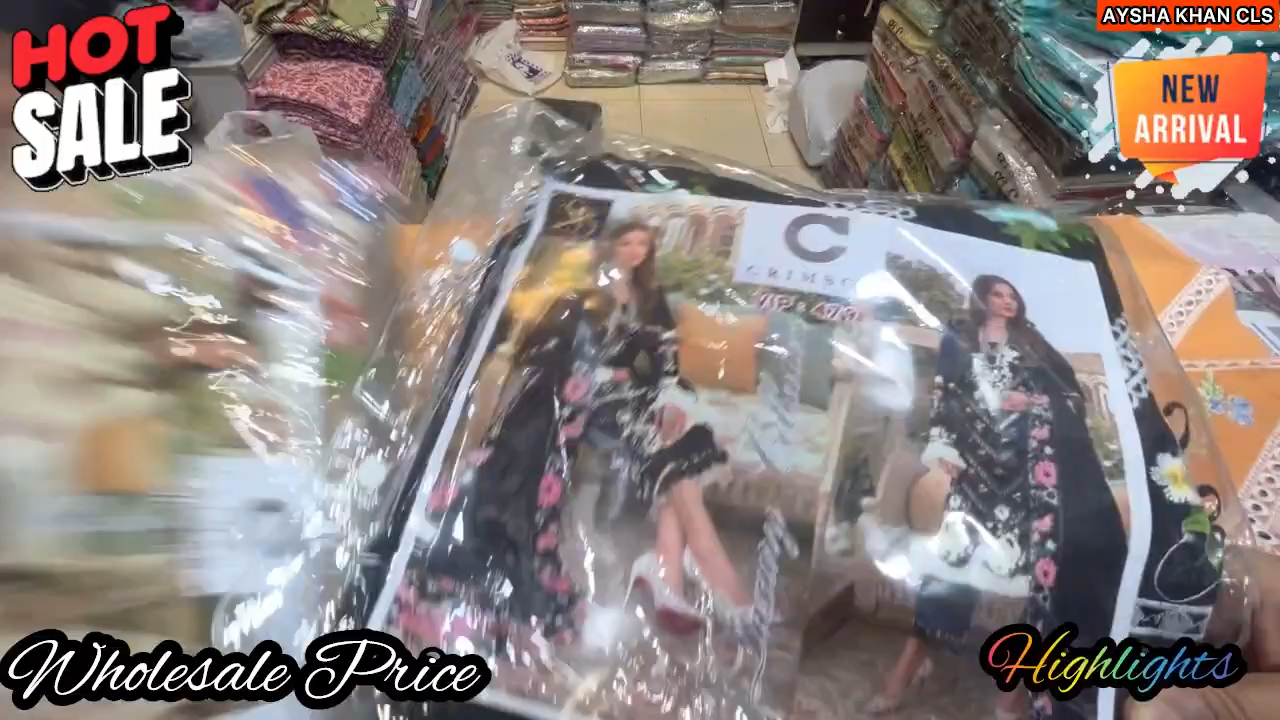 HOT
SALE
AYSHA KHAN CLS
NEW
ARRIVAL
C
Wholesale Price
Highlights